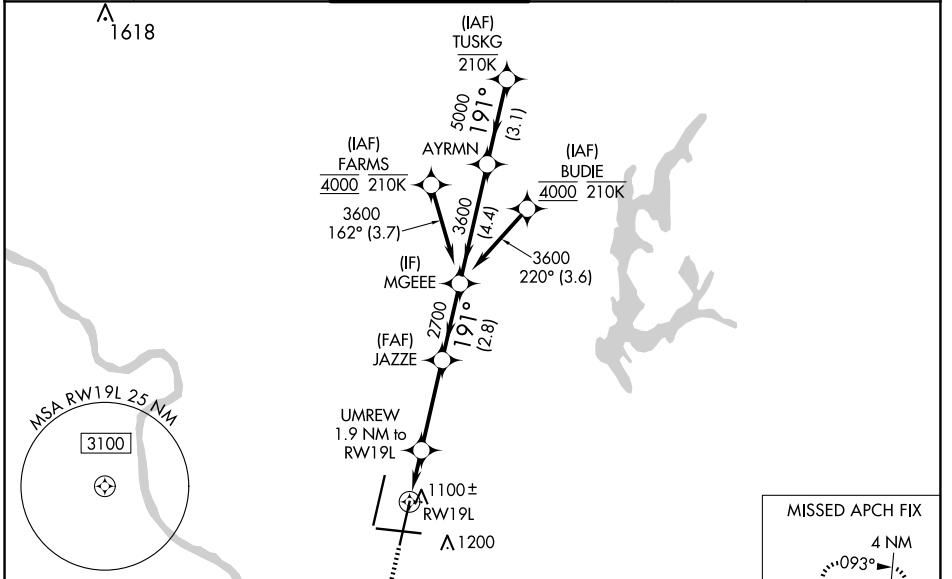 1618
(IAF)
TUSKG
210K
5000
191°
(3.1)
AYRMN
(IAF)
FARMS
4000 210K
(IAF)
BUDIE
4000 210K
3600
162° (3.7)
3600
(4.4)
3600
220° (3.6)
(IF)
MGEEE
2700
191°
(2.8)
(FAF)
JAZZE
MSA RW19L 25 NM
3100
UMREW
1.9 NM to
RW19L
1100±
RW19L
1200
MISSED APCH FIX
4 NM
093°